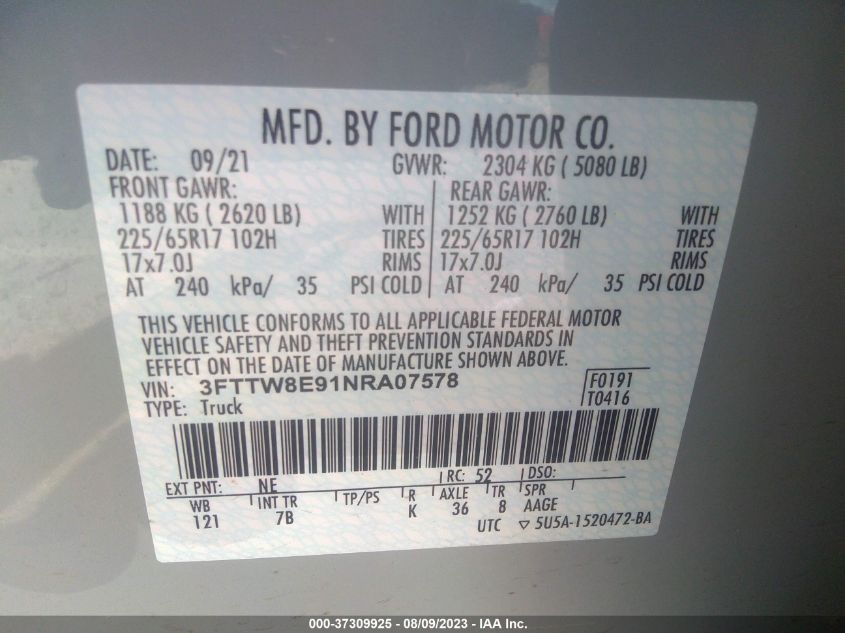 MFD. BY FORD MOTOR CO.
DATE: 09/21 GVWR: 2304 KG ( 5080 LB)
FRONT GAWR: REAR GAWR:
1188 KG ( 2620 LB) WITH 1252 KG ( 2760 LB) WITH
225/65R17 102H TIRES 225/65R17 102H TIRES
17x7.0J RIMS 17x7.0J RIMS
AT 240 kPa/ 35 PSI COLD AT 240 kPa/ 35 PSI COLD
THIS VEHICLE CONFORMS TO ALL APPLICABLE FEDERAL MOTOR
VEHICLE SAFETY AND THEFT PREVENTION STANDARDS IN
EFFECT ON THE DATE OF MANUFACTURE SHOWN ABOVE.
VIN: 3FTTW8E91NRA07578 F0191
TYPE: Truck T0416
EXT PNT: NE RC: 52 DSO:
WB INT TR TP/PS R AXLE TR SPR
121 7B K 36 8 AAGE
UTC ▽ 5U5A-1520472-BA
000-37309925 - 08/09/2023 - IAA Inc.